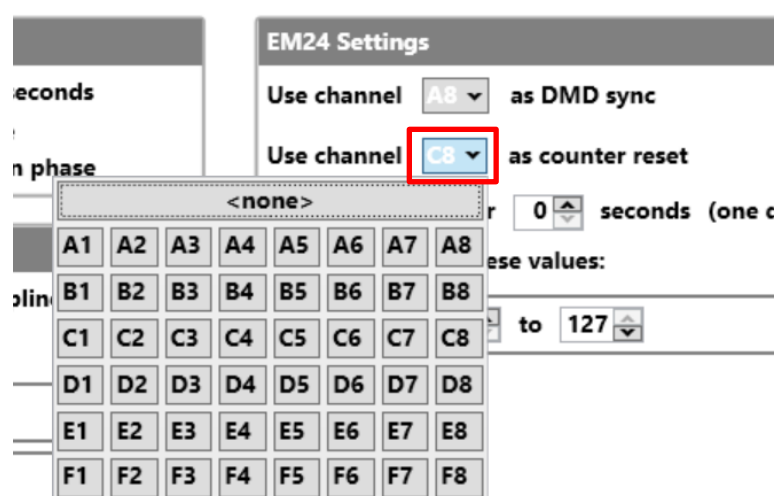 EM24 Settings
econds
Use channel A8 as DMD sync
n phase
Use channel C8 as counter reset
<none>
r 0 seconds (one
A1 A2 A3 A4 A5 A6 A7 A8
ese values:
B1 B2 B3 B4 B5 B6 B7 B8
C1 C2 C3 C4 C5 C6 C7 C8
to 127
D1 D2 D3 D4 D5 D6 D7 D8
E1 E2 E3 E4 E5 E6 E7 E8
F1 F2 F3 F4 F5 F6 F7 F8